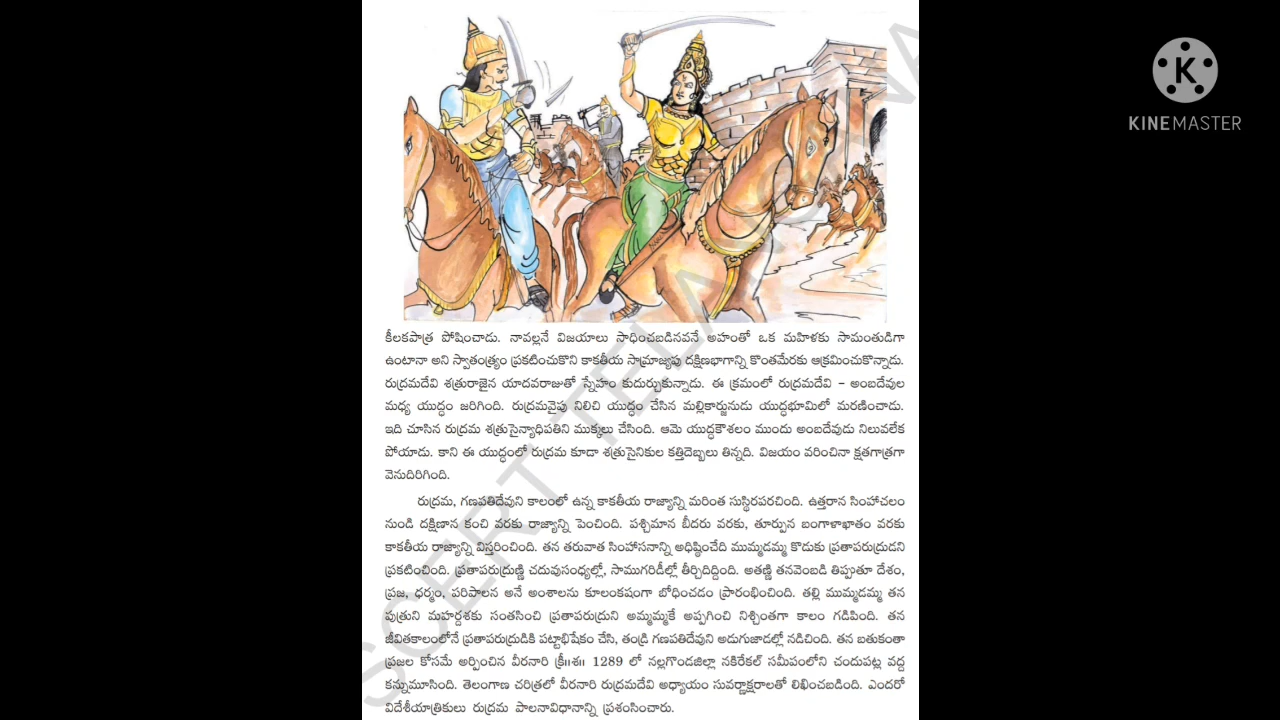 KINEMASTER
కీలకపాత్ర పోషించాడు. నావల్లనే విజయాలు సాధించబడినవనే అహంతో ఒక మహిళకు సామంతుడిగా
ఉంటానా అని స్వాతంత్ర్యం ప్రకటించుకొని కాకతీయ సామ్రాజ్యపు దక్షిణభాగాన్ని కొంతమేరకు ఆక్రమించుకొన్నాడు.
రుద్రమదేవి శత్రురాజైన యాదవరాజుతో స్నేహం కుదుర్చుకున్నాడు. ఈ క్రమంలో రుద్రమదేవి - అంబదేవుల
మధ్య యుద్ధం జరిగింది. రుద్రమవైపు నిలిచి యుద్ధం చేసిన మల్లికార్జునుడు యుద్ధభూమిలో మరణించాడు.
ఇది చూసిన రుద్రమ శత్రుసైన్యాధిపతిని ముక్కలు చేసింది. ఆమె యుద్ధకౌశలం ముందు అంబదేవుడు నిలువలేక
పోయాడు. కాని ఈ యుద్ధంలో రుద్రమ కూడా శత్రుసైనికుల కత్తిదెబ్బలు తిన్నది. విజయం వరించినా క్షతగాత్రగా
వెనుదిరిగింది.
రుద్రమ, గణపతిదేవుని కాలంలో ఉన్న కాకతీయ రాజ్యాన్ని మరింత సుస్థిరపరచింది. ఉత్తరాన సింహాచలం
నుండి దక్షిణాన కంచి వరకు రాజ్యాన్ని పెంచింది. పశ్చిమాన బీదరు వరకు, తూర్పున బంగాళాఖాతం వరకు
కాకతీయ రాజ్యాన్ని విస్తరించింది. తన తరువాత సింహాసనాన్ని అధిష్ఠించేది ముమ్మడమ్మ కొడుకు ప్రతాపరుద్రుడని
ప్రకటించింది. ప్రతాపరుద్రుణ్ణి చదువుసంధ్యల్లో, సాముగరిడీల్లో తీర్చిదిద్దింది. అతణ్ణి తనవెంబడి తిప్పుతూ దేశం,
ప్రజ, ధర్మం, పరిపాలన అనే అంశాలను కూలంకషంగా బోధించడం ప్రారంభించింది. తల్లి ముమ్మడమ్మ తన
పుత్రుని మహర్దశకు సంతసించి ప్రతాపరుద్రుని అమ్మమ్మకే అప్పగించి నిశ్చింతగా కాలం గడిపింది. తన
జీవితకాలంలోనే ప్రతాపరుద్రుడికి పట్టాభిషేకం చేసి, తండ్రి గణపతిదేవుని అడుగుజాడల్లో నడిచింది. తన బతుకంతా
ప్రజల కోసమే అర్పించిన వీరనారి క్రీ॥శ॥ 1289 లో నల్లగొండజిల్లా నకిరేకల్ సమీపంలోని చందుపట్ల వద్ద
కన్నుమూసింది. తెలంగాణ చరిత్రలో వీరనారి రుద్రమదేవి అధ్యాయం సువర్ణాక్షరాలతో లిఖించబడింది. ఎందరో
విదేశీయాత్రికులు రుద్రమ పాలనావిధానాన్ని ప్రశంసించారు.